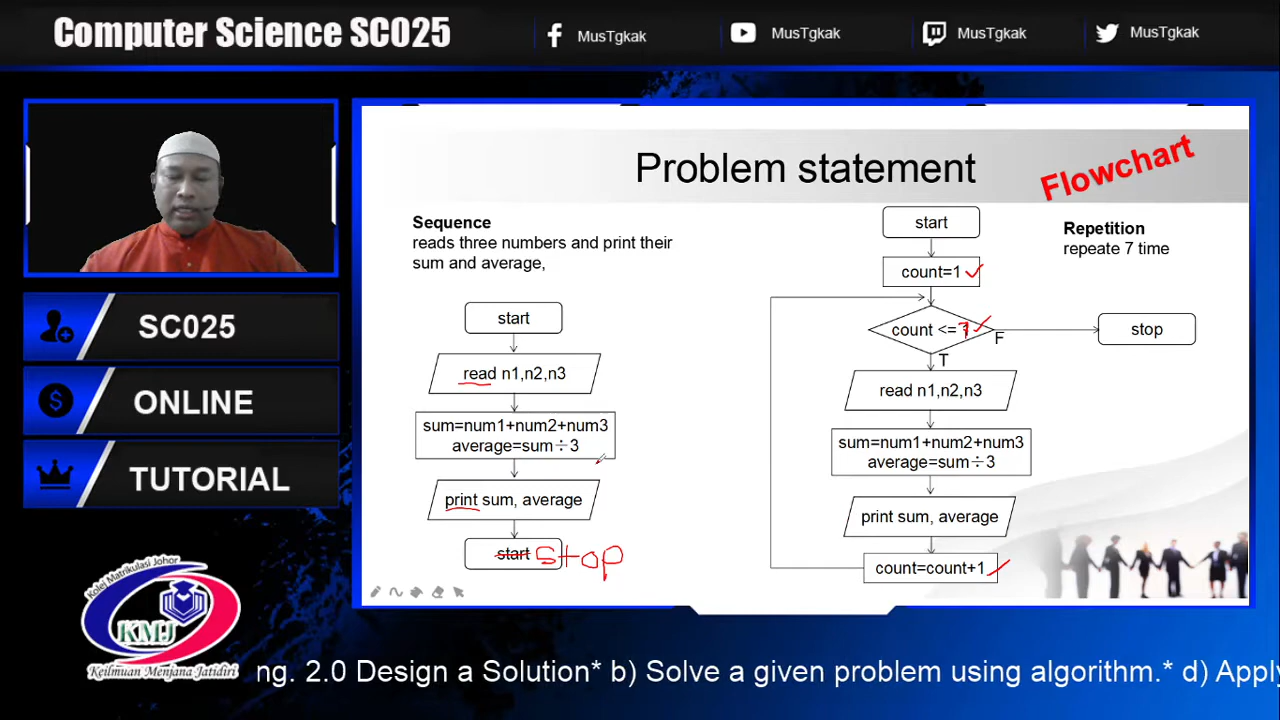 Computer Science SC025
MusTgkak
MusTgkak
MusTgkak
MusTgkak
Problem statement
Flowchart
Sequence
reads three numbers and print their
sum and average,
start
read n1,n2,n3
sum=num1+num2+num3
average=sum÷3
print sum, average
start stop
start
count=1
count <= 7
F
T
stop
read n1,n2,n3
sum=num1+num2+num3
average=sum÷3
print sum, average
count=count+1
Repetition
repeate 7 time
SC025
ONLINE
TUTORIAL
Kolej Matrikulasi Johor
KMJ
Keilmuan Menjana Jatidiri
ng. 2.0 Design a Solution* b) Solve a given problem using algorithm.* d) Apply